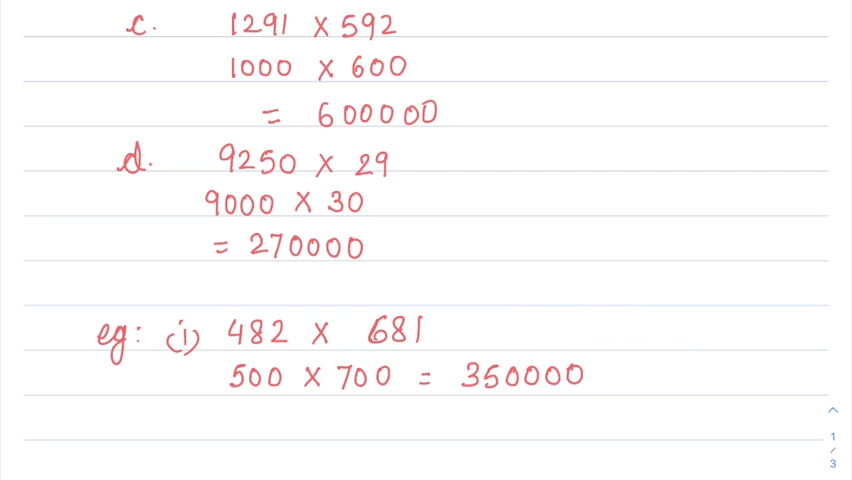 c. 1291 × 592
1000 × 600
= 600000
d. 9250 × 29
9000 × 30
= 270000
eg: (i) 482 × 681
500 × 700 = 350000
1
/
3